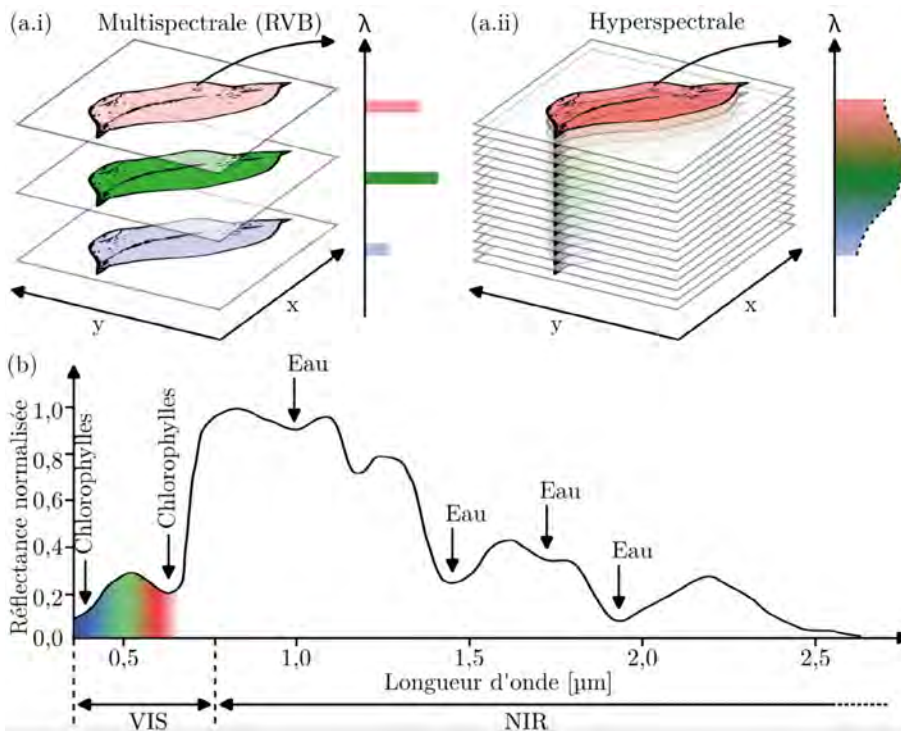 (a.i) Multispectrale (RVB) λ
y
x
(a.ii) Hyperspectrale λ
y
x
(b)
Réflectance normalisée
1,0
0,8
0,6
0,4
0,2
0,0
Chlorophylles
Chlorophylles
Eau
Eau
Eau
Eau
0,5 1,0 1,5 2,0 2,5
Longueur d'onde [µm]
VIS NIR